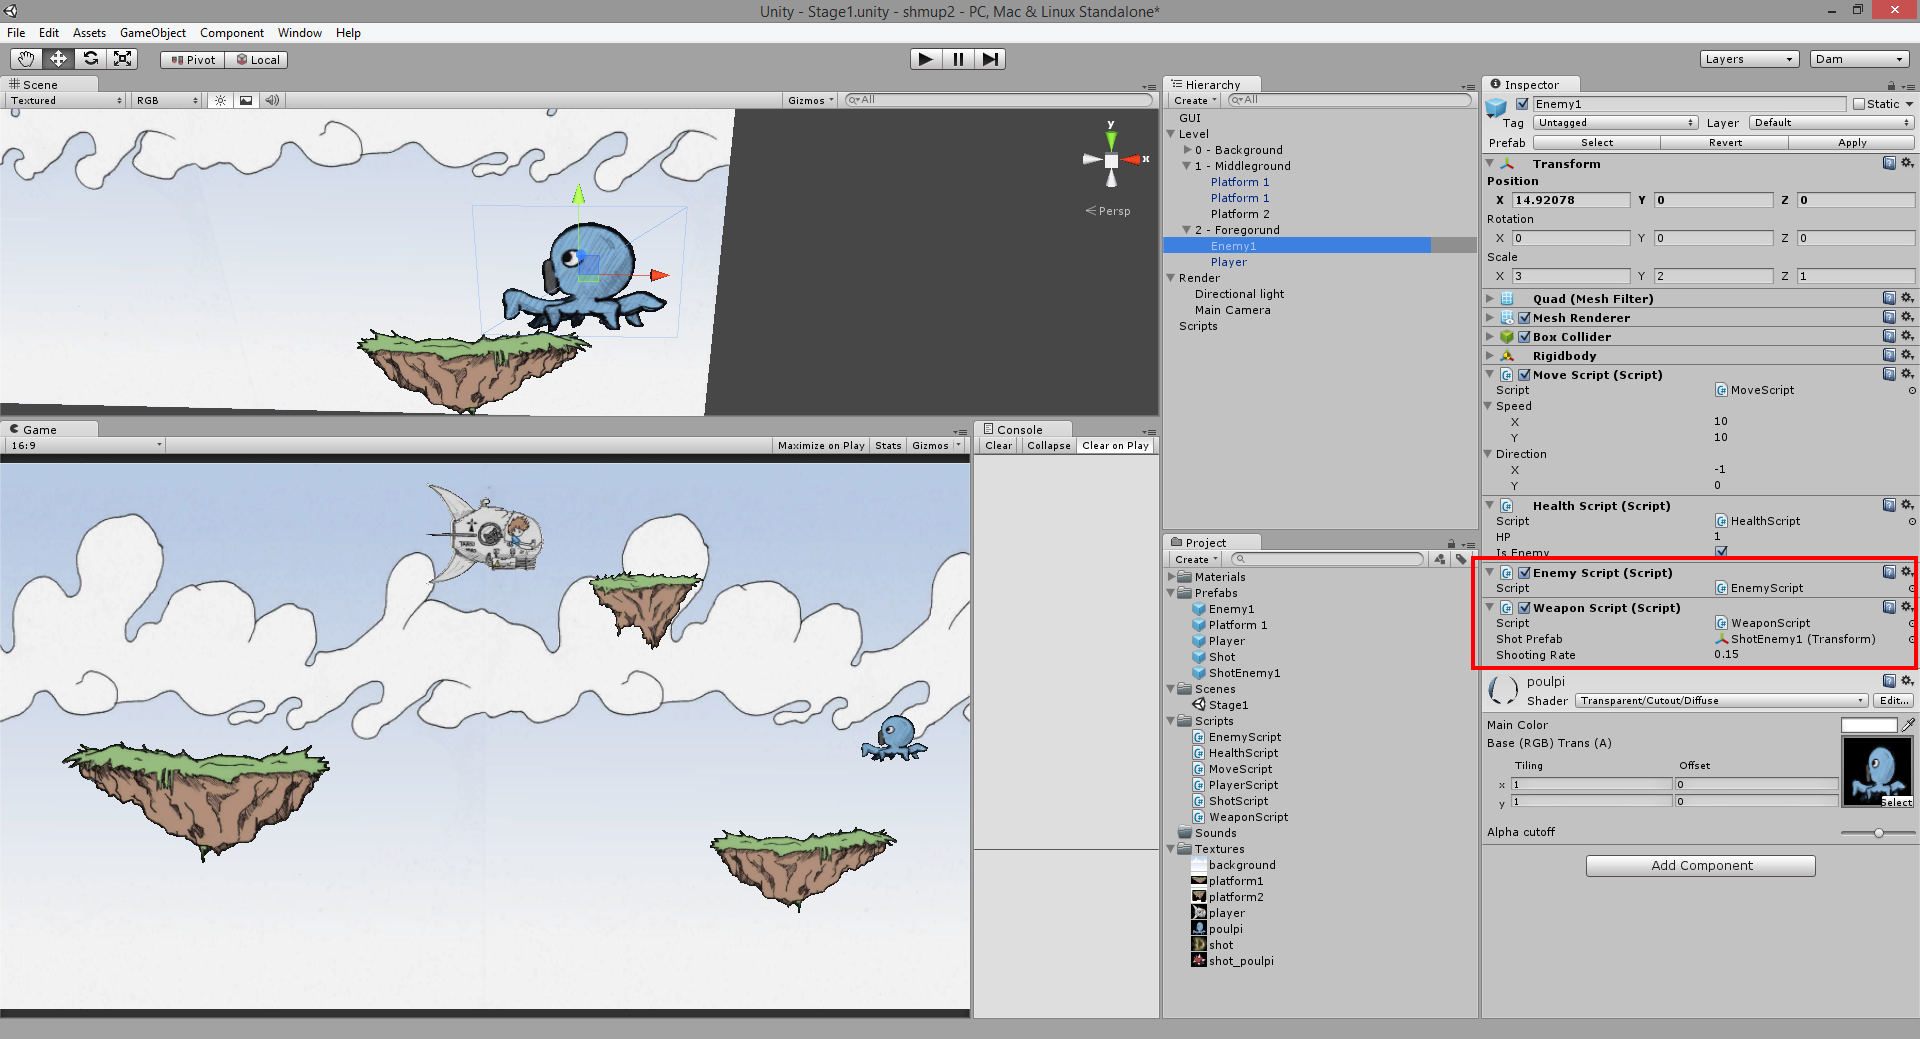 Unity - Stage1.unity - shmup2 - PC, Mac & Linux Standalone*
File Edit Assets GameObject Component Window Help
Pivot Local Layers Dam
Scene
Textured RGB Gizmos All
y
x
Persp
Game
16:9 Maximize on Play Stats Gizmos
Console
Clear Collapse Clear on Play
Hierarchy
Create All
GUI
Level
0 - Background
1 - Middleground
Platform 1
Platform 1
Platform 2
2 - Foregorund
Enemy1
Player
Render
Directional light
Main Camera
Scripts
Project
Create
Materials
Prefabs
Enemy1
Platform 1
Player
Shot
ShotEnemy1
Scenes
Stage1
Scripts
EnemyScript
HealthScript
MoveScript
PlayerScript
ShotScript
WeaponScript
Sounds
Textures
background
platform1
platform2
player
poulpi
shot
shot_poulpi
Inspector
Enemy1 Static
Tag Untagged Layer Default
Prefab Select Revert Apply
Transform
Position
X 14.92078 Y 0 Z 0
Rotation
X 0 Y 0 Z 0
Scale
X 3 Y 2 Z 1
Quad (Mesh Filter)
Mesh Renderer
Box Collider
Rigidbody
Move Script (Script)
Script MoveScript
Speed
X 10
Y 10
Direction
X -1
Y 0
Health Script (Script)
Script HealthScript
HP 1
Is Enemy
Enemy Script (Script)
Script EnemyScript
Weapon Script (Script)
Script WeaponScript
Shot Prefab ShotEnemy1 (Transform)
Shooting Rate 0.15
poulpi
Shader Transparent/Cutout/Diffuse Edit...
Main Color
Base (RGB) Trans (A)
Tiling Offset
x 1 0
y 1 0
Select
Alpha cutoff
Add Component